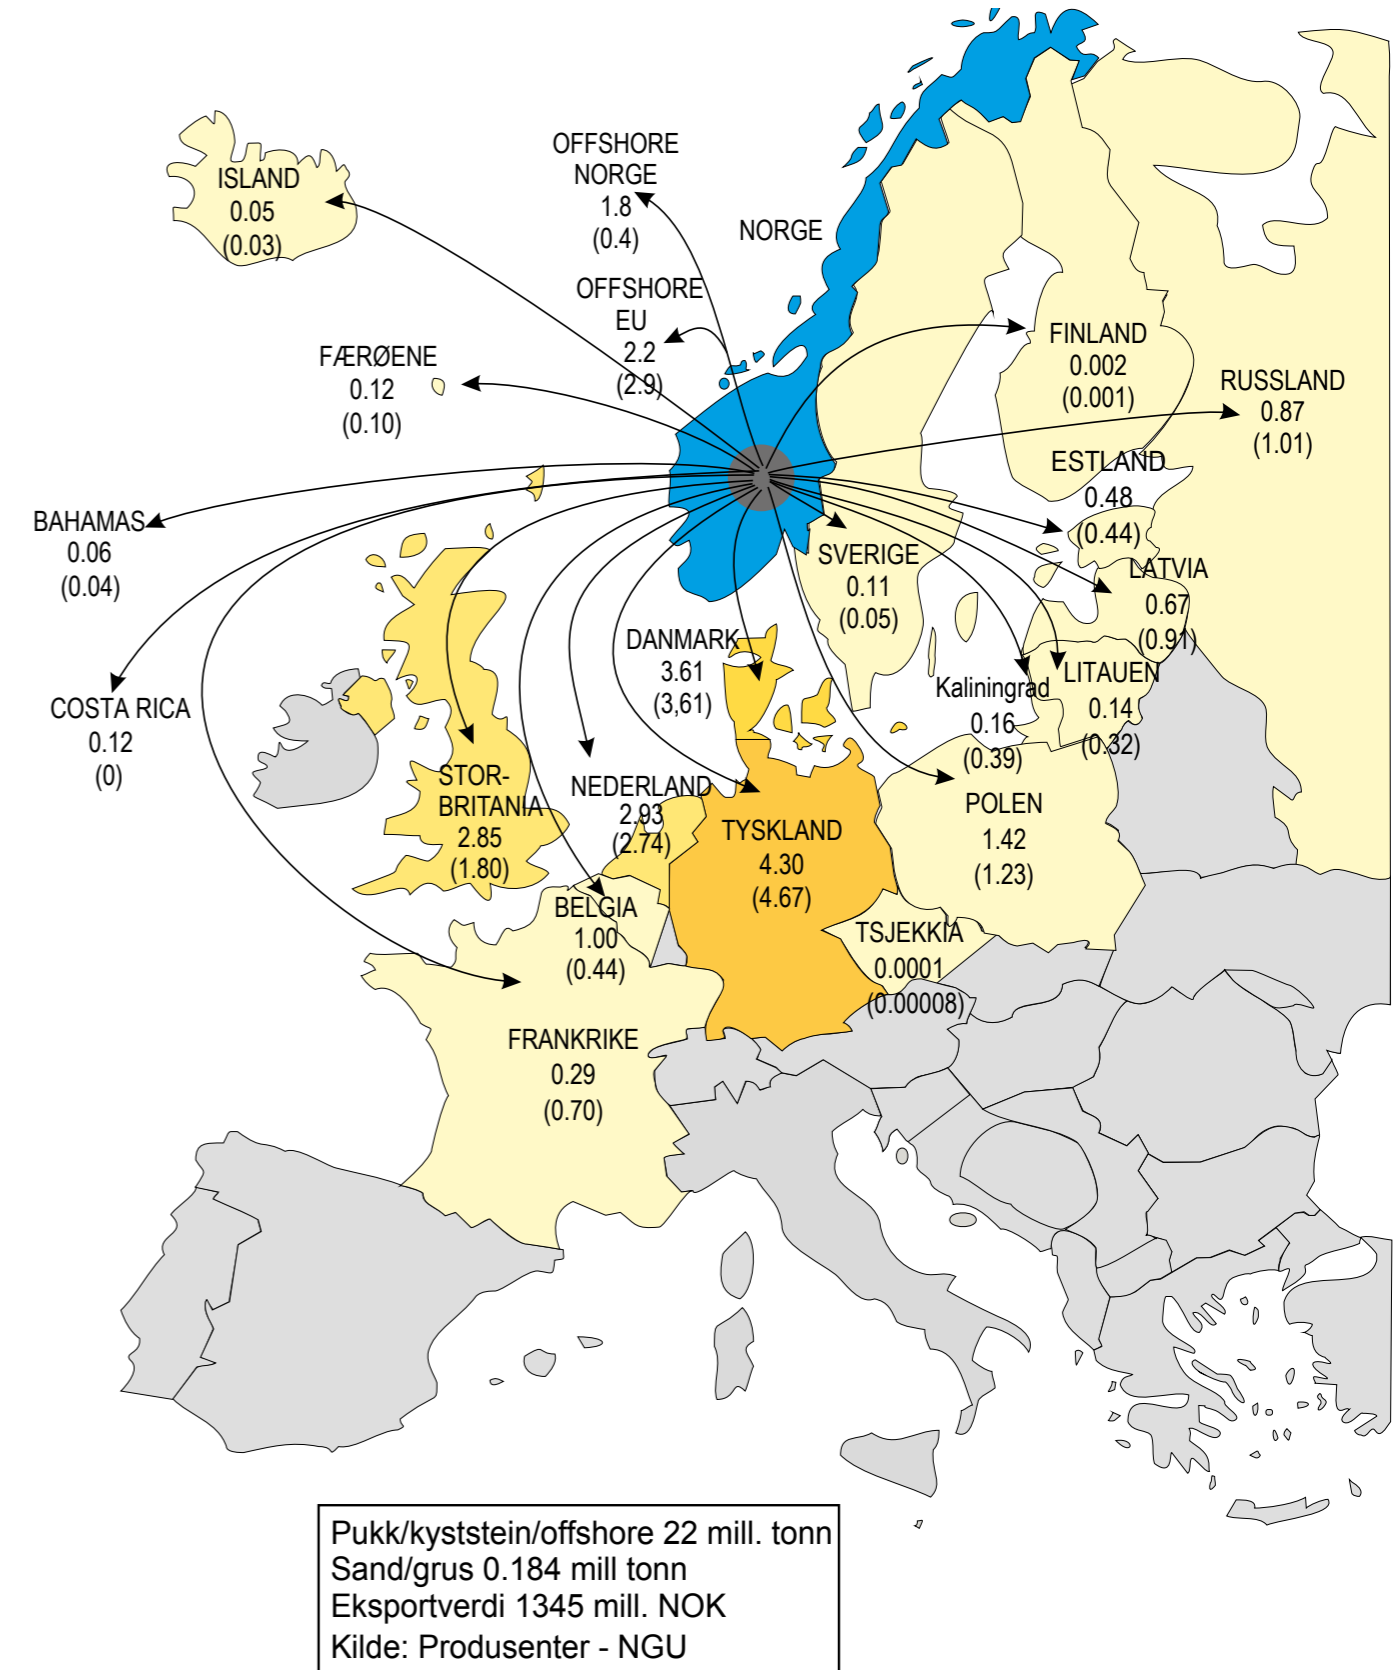 OFFSHORE
NORGE
1.8
(0.4)
ISLAND
0.05
(0.03)
NORGE
OFFSHORE
EU
2.2
(2.9)
FÆRØENE
0.12
(0.10)
FINLAND
0.002
(0.001)
RUSSLAND
0.87
(1.01)
ESTLAND
0.48
(0.44)
BAHAMAS
0.06
(0.04)
SVERIGE
0.11
(0.05)
LATVIA
0.67
(0.91)
DANMARK
3.61
(3,61)
Kaliningrad
0.16
(0.39)
LITAUEN
0.14
(0.32)
COSTA RICA
0.12
(0)
STOR-
BRITANIA
2.85
(1.80)
NEDERLAND
2.93
(2.74)
TYSKLAND
4.30
(4.67)
POLEN
1.42
(1.23)
BELGIA
1.00
(0.44)
TSJEKKIA
0.0001
(0.00008)
FRANKRIKE
0.29
(0.70)
Pukk/kyststein/offshore 22 mill. tonn
Sand/grus 0.184 mill tonn
Eksportverdi 1345 mill. NOK
Kilde: Produsenter - NGU